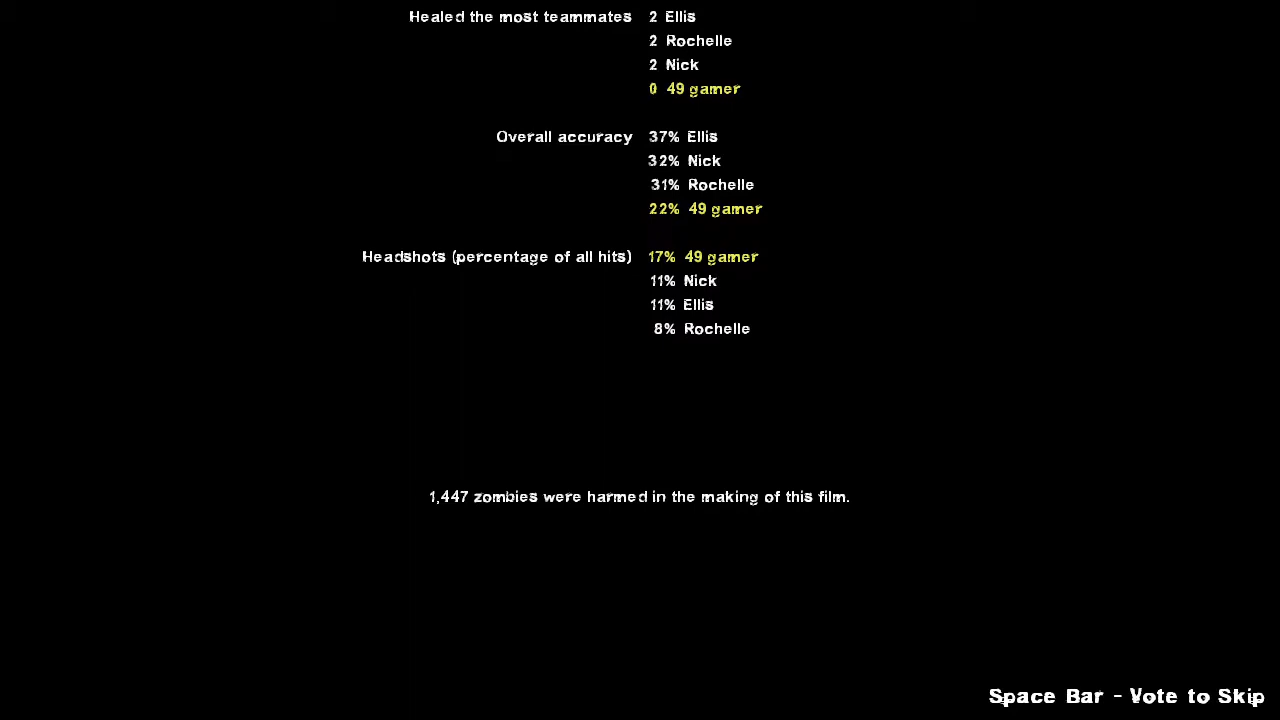 Healed the most teammates 2 Ellis
2 Rochelle
2 Nick
0 49 gamer
Overall accuracy 37% Ellis
32% Nick
31% Rochelle
22% 49 gamer
Headshots (percentage of all hits) 17% 49 gamer
11% Nick
11% Ellis
8% Rochelle
1,447 zombies were harmed in the making of this film.
Space Bar - Vote to Skip